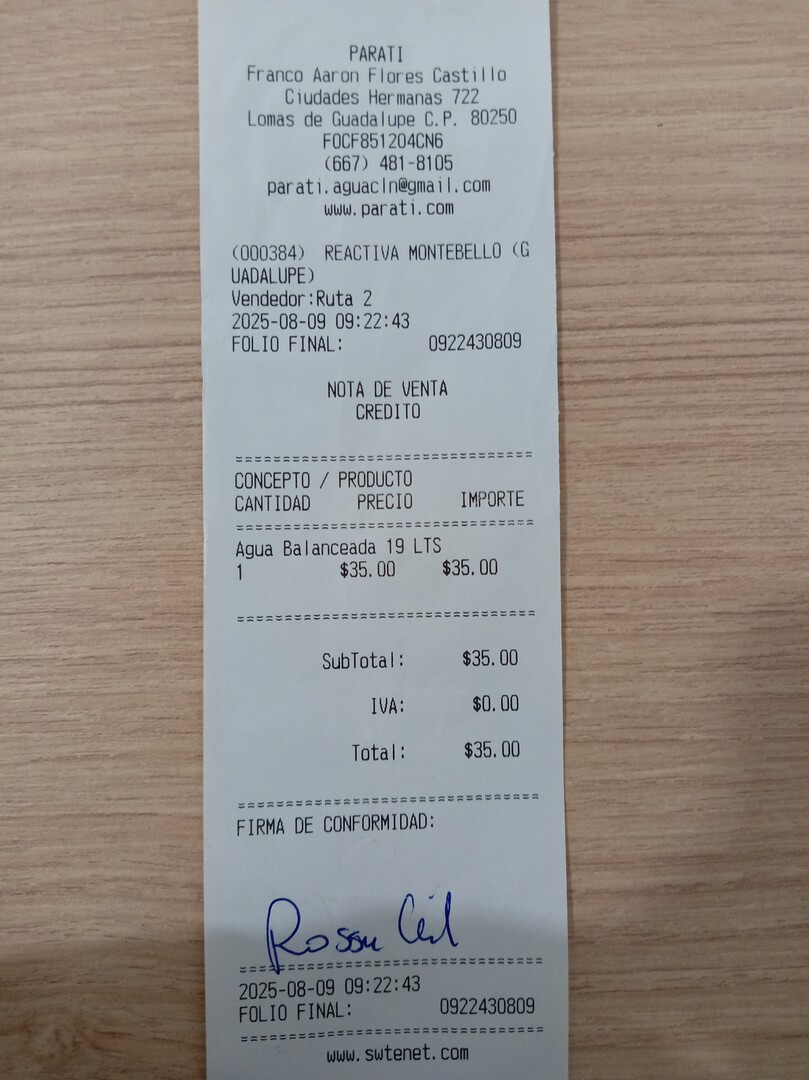 PARATI
Franco Aaron Flores Castillo
Ciudades Hermanas 722
Lomas de Guadalupe C.P. 80250
FOCF851204CN6
(667) 481-8105
parati.aguacln@gmail.com
www.parati.com
(000384) REACTIVA MONTEBELLO (G
UADALUPE)
Vendedor:Ruta 2
2025-08-09 09:22:43
FOLIO FINAL: 0922430809
NOTA DE VENTA
CREDITO
===============================
CONCEPTO / PRODUCTO
CANTIDAD PRECIO IMPORTE
===============================
Agua Balanceada 19 LTS
1 $35.00 $35.00
===============================
SubTotal: $35.00
IVA: $0.00
Total: $35.00
===============================
FIRMA DE CONFORMIDAD:
===============================
2025-08-09 09:22:43
FOLIO FINAL: 0922430809
===============================
www.swtenet.com